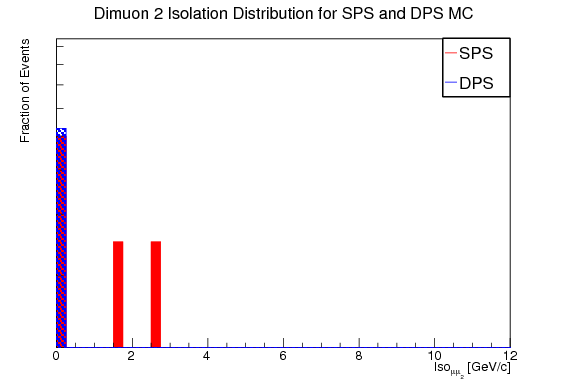 Dimuon 2 Isolation Distribution for SPS and DPS MC
Fraction of Events
SPS
DPS
0 2 4 6 8 10 12
Iso_μμ_2 [GeV/c]